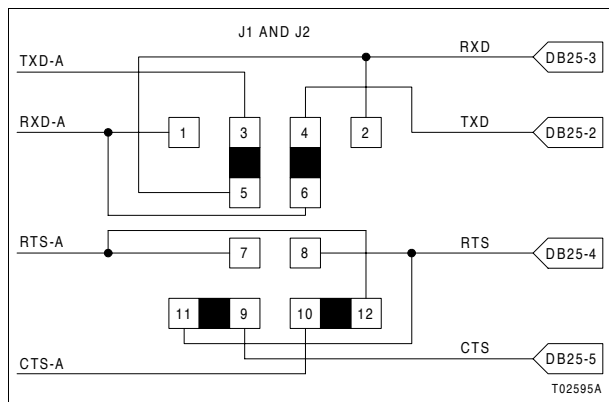 J1 AND J2
RXD
DB25-3
TXD-A
RXD-A
1
3
4
2
TXD
DB25-2
5
6
RTS-A
7
8
RTS
DB25-4
11
9
10
12
CTS-A
CTS
DB25-5
T02595A